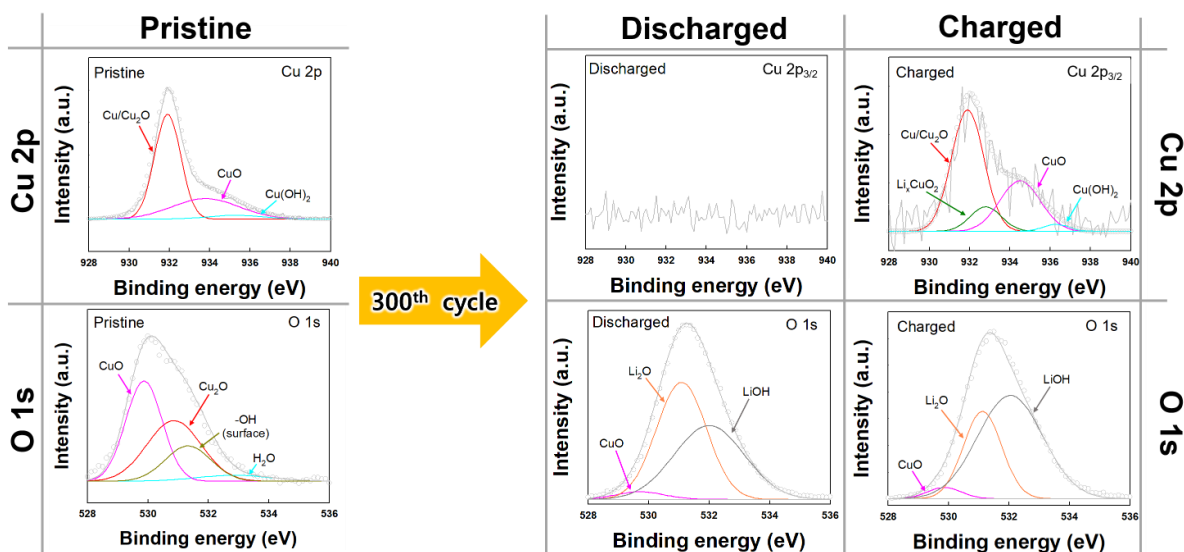 Pristine
Discharged
Charged
Cu 2p
Pristine
Cu 2p
Cu/Cu₂O
CuO
Cu(OH)₂
Intensity (a.u.)
928 930 932 934 936 938 940
Binding energy (eV)
Discharged
Cu 2p₃/₂
Intensity (a.u.)
928 930 932 934 936 938 940
Binding energy (eV)
Charged
Cu 2p₃/₂
Cu/Cu₂O
CuO
LiₓCuO₂
Cu(OH)₂
Intensity (a.u.)
928 930 932 934 936 938 940
Binding energy (eV)
Cu 2p
300th cycle
O 1s
Pristine
O 1s
CuO
Cu₂O
-OH
(surface)
H₂O
Intensity (a.u.)
528 530 532 534 536
Binding energy (eV)
Discharged
O 1s
Li₂O
LiOH
CuO
Intensity (a.u.)
528 530 532 534 536
Binding energy (eV)
Charged
O 1s
LiOH
Li₂O
CuO
Intensity (a.u.)
528 530 532 534 536
Binding energy (eV)
O 1s